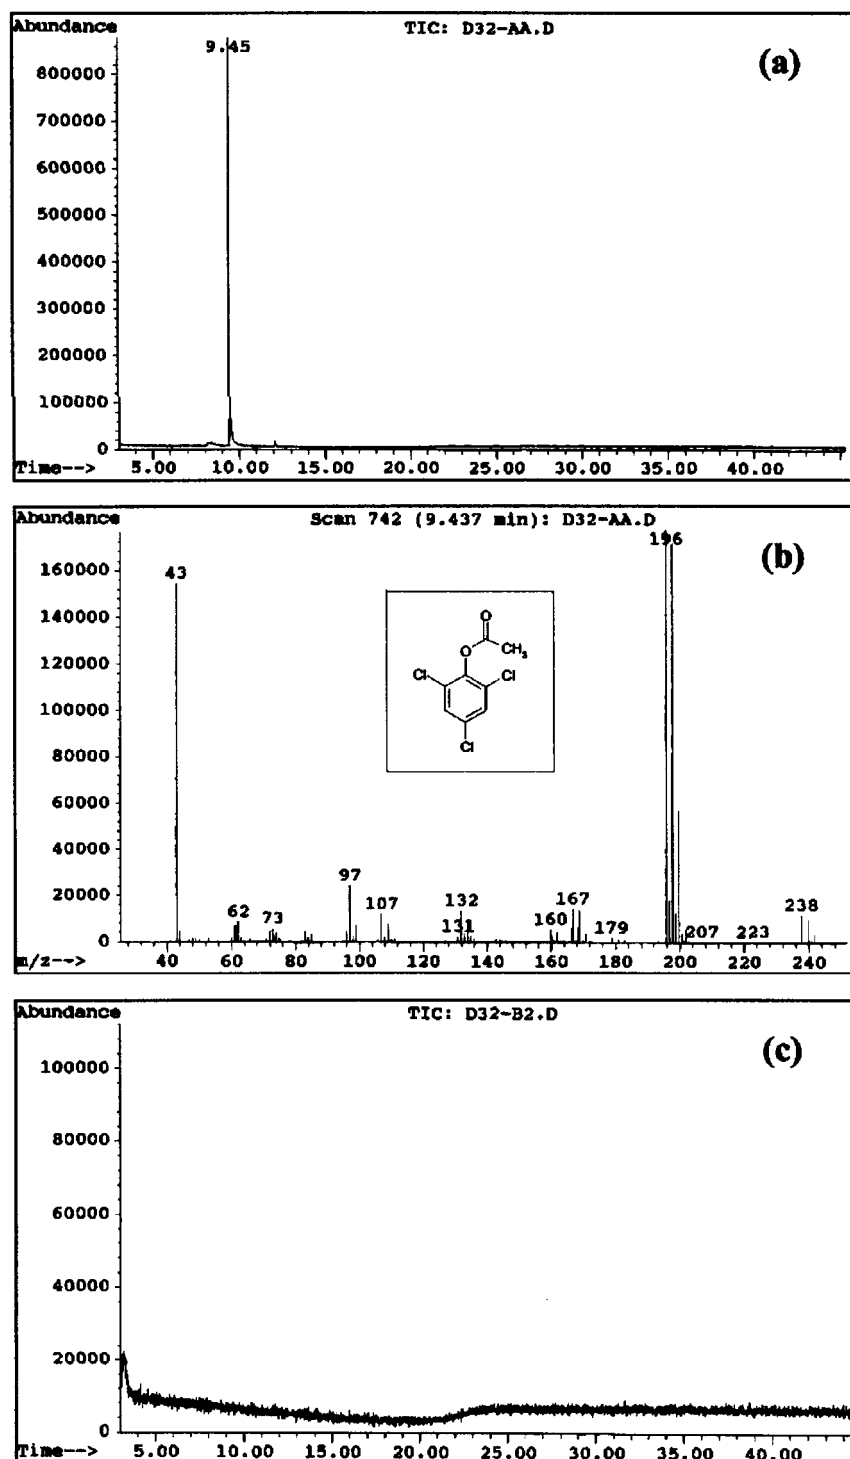 Abundance TIC: D32-AA.D
9.45 (a)
800000
700000
600000
500000
400000
300000
200000
100000
0
Time--> 5.00 10.00 15.00 20.00 25.00 30.00 35.00 40.00
Abundance Scan 742 (9.437 min): D32-AA.D
196 (b)
160000
43
140000
120000
100000
80000
60000
40000
20000
0
O
O CH3
Cl Cl
Cl
97
62 73 107 132 131 160 167 179 207 223 238
m/z--> 40 60 80 100 120 140 160 180 200 220 240
Abundance TIC: D32-B2.D
(c)
100000
80000
60000
40000
20000
0
Time--> 5.00 10.00 15.00 20.00 25.00 30.00 35.00 40.00